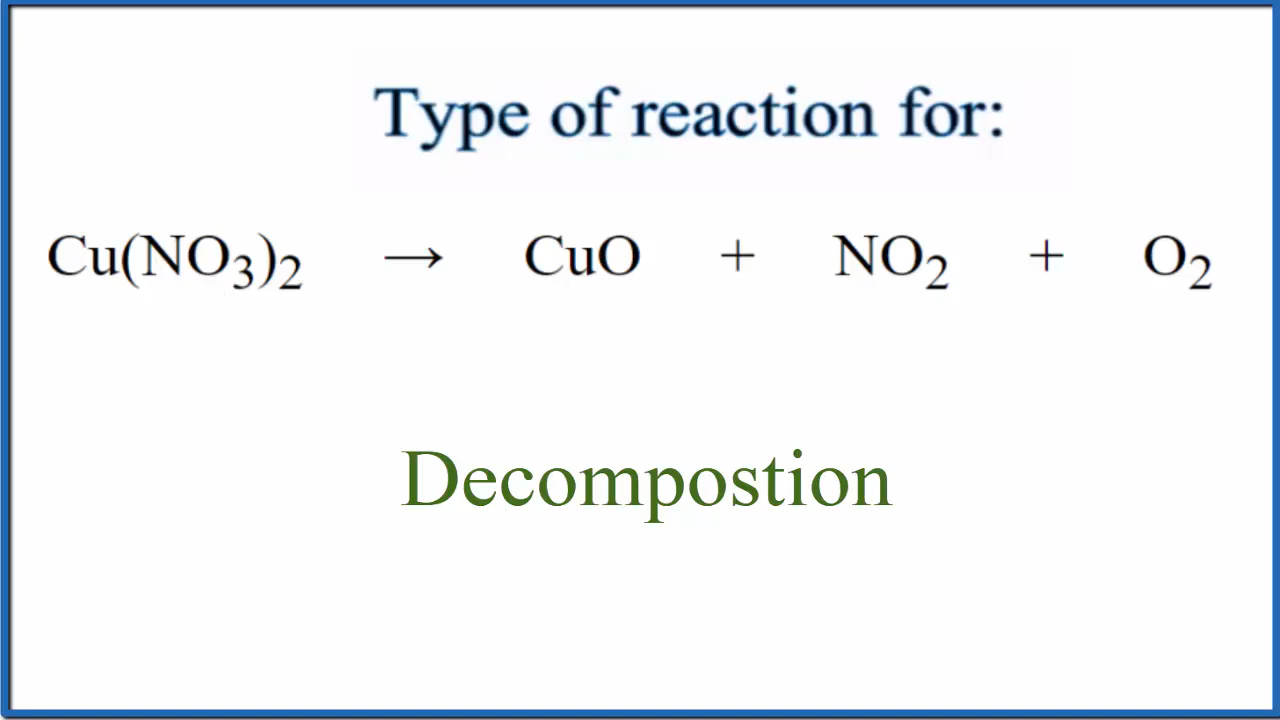 Type of reaction for:
Cu(NO₃)₂ → CuO + NO₂ + O₂
Decompostion